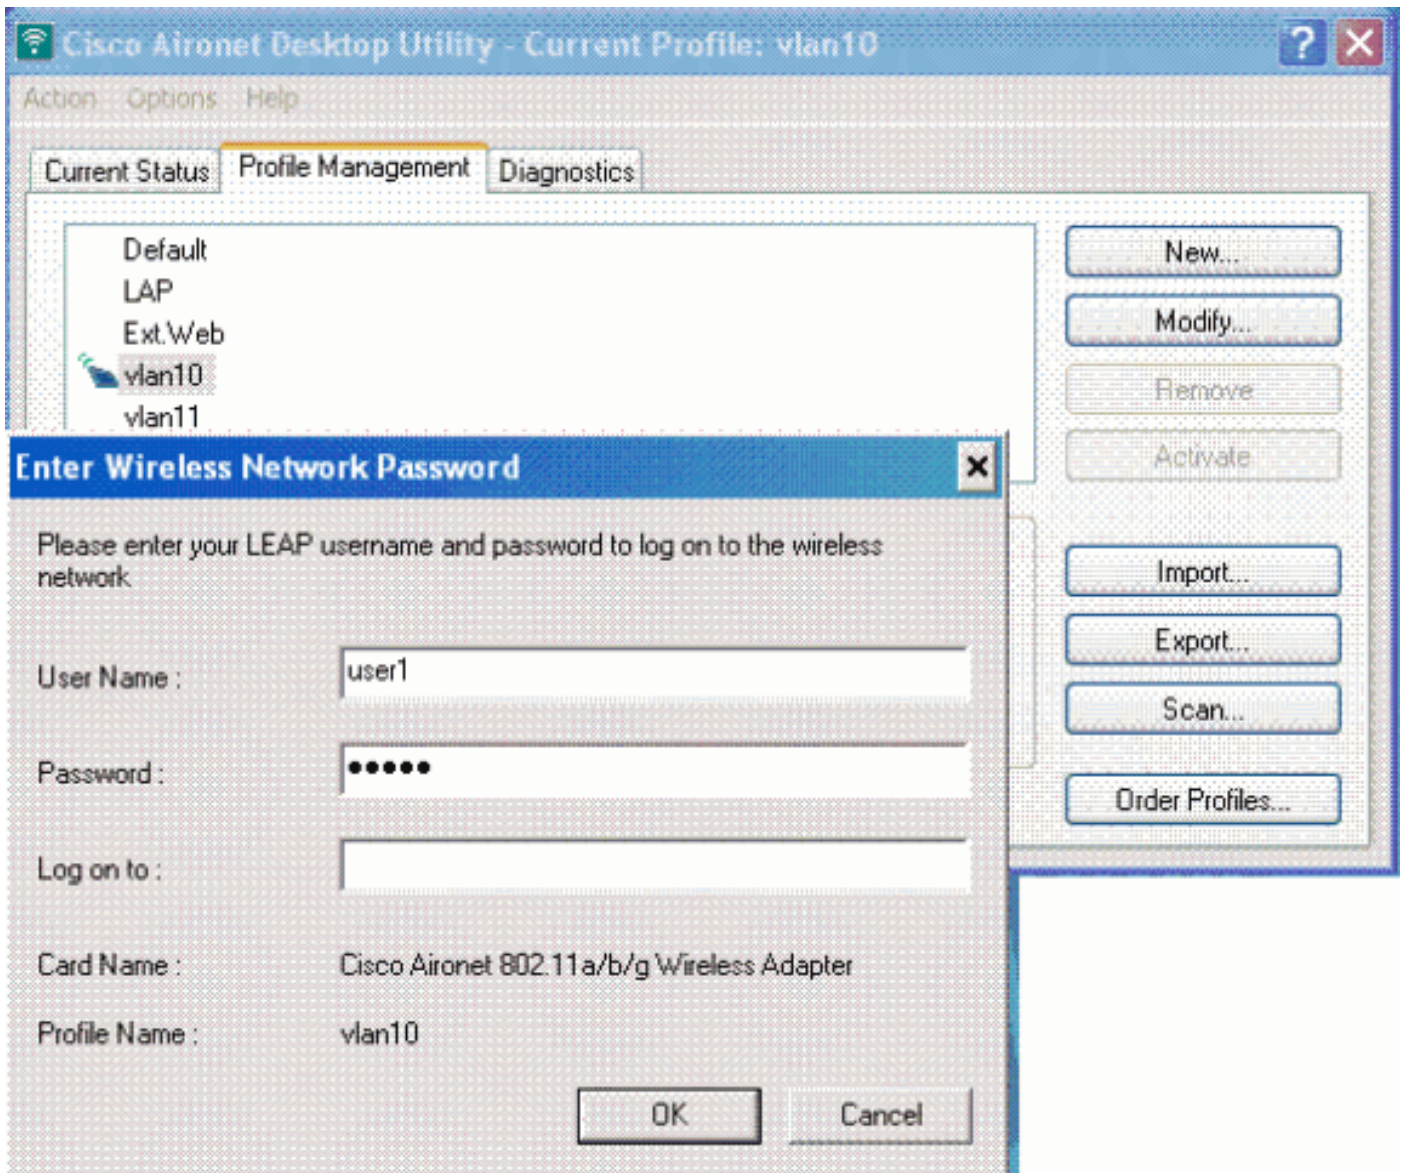 Cisco Aironet Desktop Utility - Current Profile: vlan10
Action Options Help
Current Status Profile Management Diagnostics
Default
LAP
Ext.Web
vlan10
vlan11
New...
Modify...
Remove
Activate
Import...
Export...
Scan...
Order Profiles...
Enter Wireless Network Password
Please enter your LEAP username and password to log on to the wireless
network
User Name : user1
Password : •••••
Log on to :
Card Name : Cisco Aironet 802.11a/b/g Wireless Adapter
Profile Name : vlan10
OK Cancel